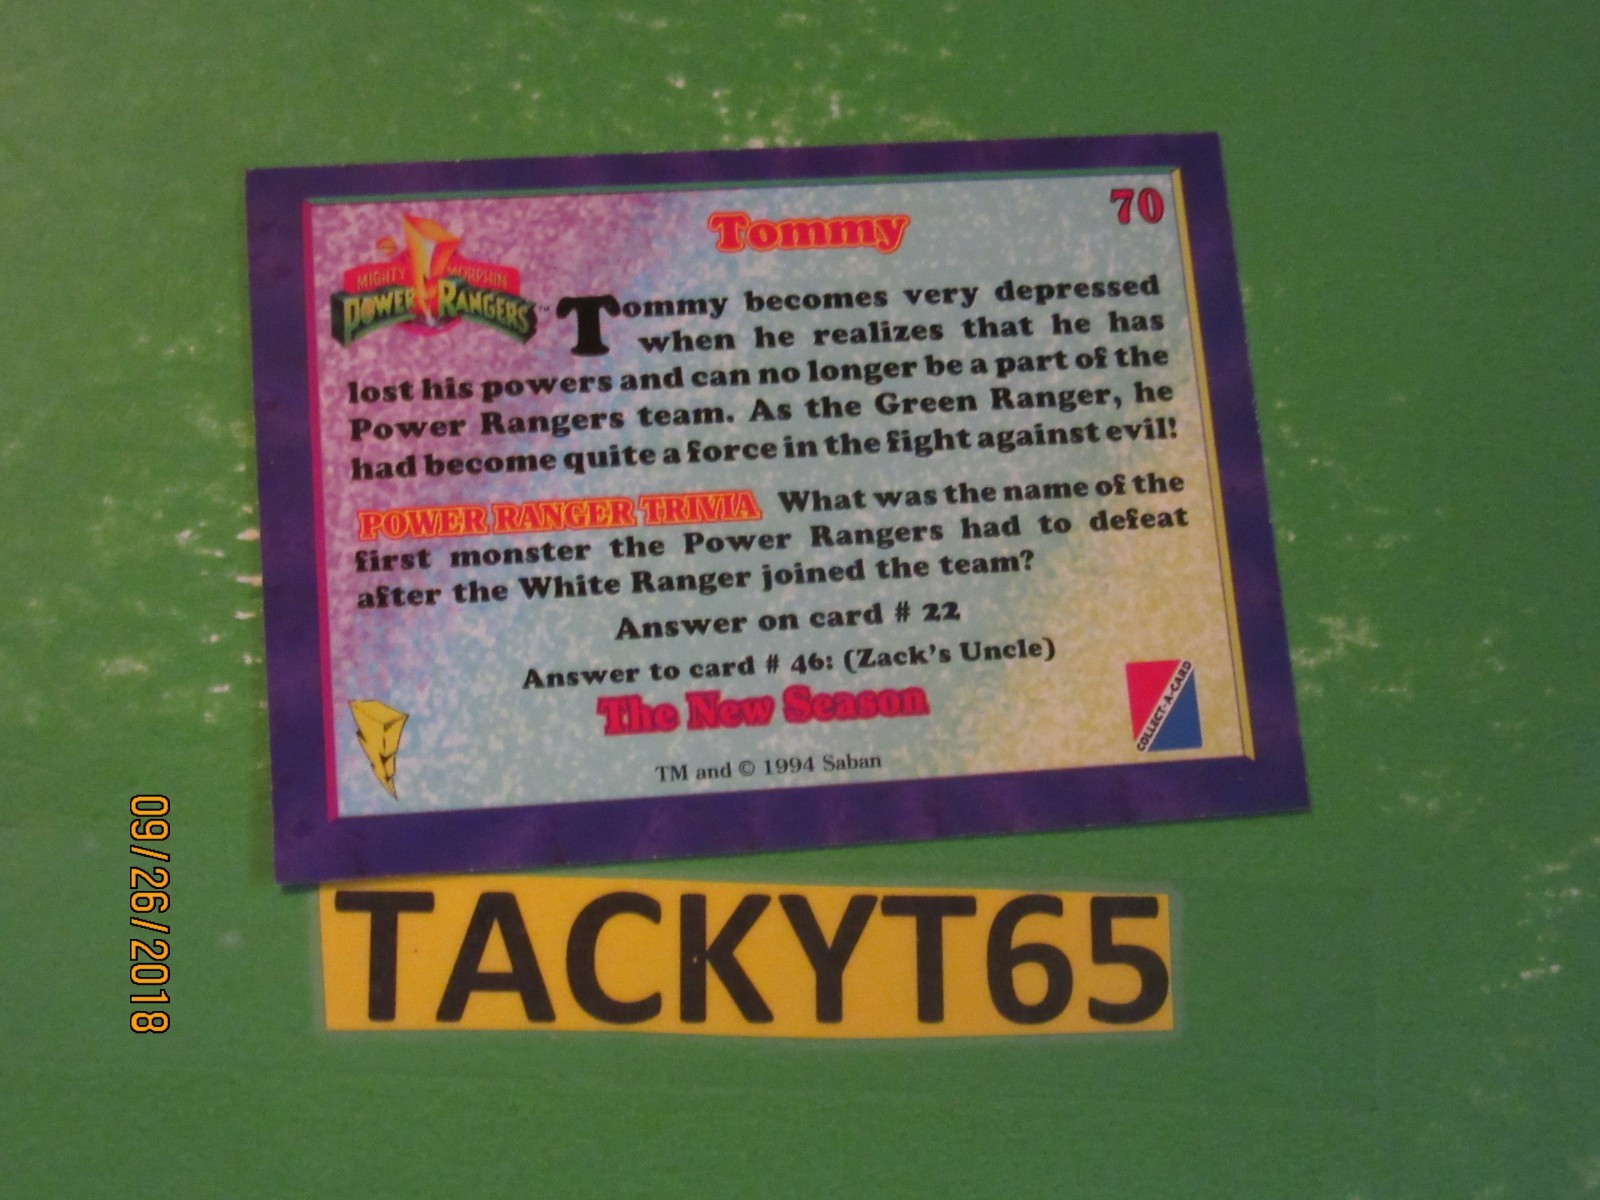 70
Tommy
MIGHTY MORPHIN
POWER RANGERS™
Tommy becomes very depressed
when he realizes that he has
lost his powers and can no longer be a part of the
Power Rangers team. As the Green Ranger, he
had become quite a force in the fight against evil!
POWER RANGER TRIVIA What was the name of the
first monster the Power Rangers had to defeat
after the White Ranger joined the team?
Answer on card # 22
Answer to card # 46: (Zack's Uncle)
The New Season
COLLECT-A-CARD
TM and © 1994 Saban
TACKYT65
09/26/2018